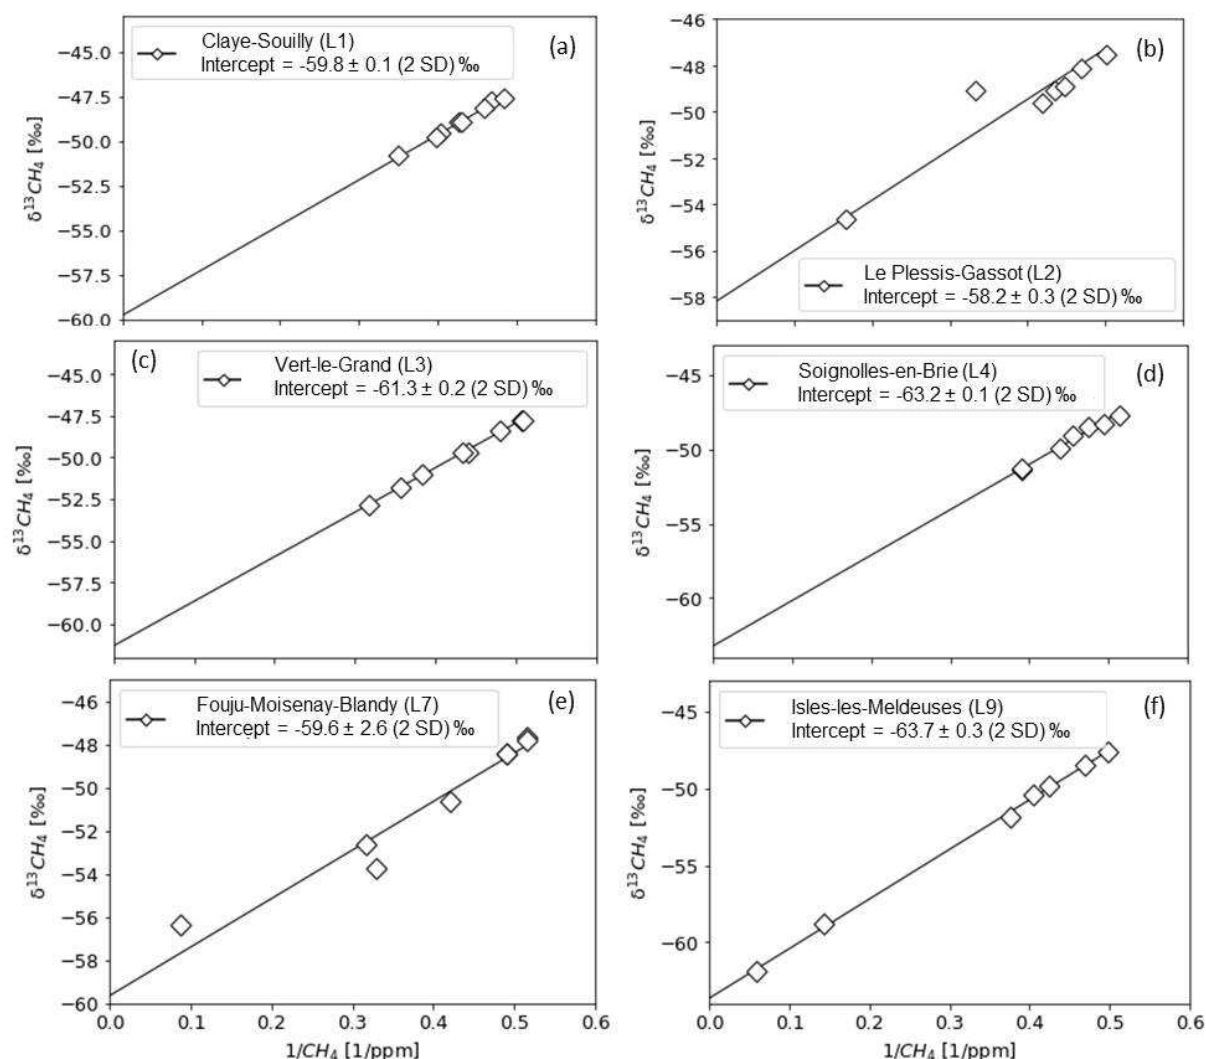 Claye-Souilly (L1)
Intercept = -59.8 ± 0.1 (2 SD) ‰
(a)
δ13CH4 [‰]
−45.0
−47.5
−50.0
−52.5
−55.0
−57.5
−60.0
(b)
Le Plessis-Gassot (L2)
Intercept = -58.2 ± 0.3 (2 SD) ‰
δ13CH4 [‰]
−46
−48
−50
−52
−54
−56
−58
(c)
Vert-le-Grand (L3)
Intercept = -61.3 ± 0.2 (2 SD) ‰
δ13CH4 [‰]
−45.0
−47.5
−50.0
−52.5
−55.0
−57.5
−60.0
Soignolles-en-Brie (L4)
Intercept = -63.2 ± 0.1 (2 SD) ‰
(d)
δ13CH4 [‰]
−45
−50
−55
−60
Fouju-Moisenay-Blandy (L7)
Intercept = -59.6 ± 2.6 (2 SD) ‰
(e)
δ13CH4 [‰]
−46
−48
−50
−52
−54
−56
−58
−60
0.0 0.1 0.2 0.3 0.4 0.5 0.6
1/CH4 [1/ppm]
Isles-les-Meldeuses (L9)
Intercept = -63.7 ± 0.3 (2 SD) ‰
(f)
δ13CH4 [‰]
−45
−50
−55
−60
0.0 0.1 0.2 0.3 0.4 0.5 0.6
1/CH4 [1/ppm]